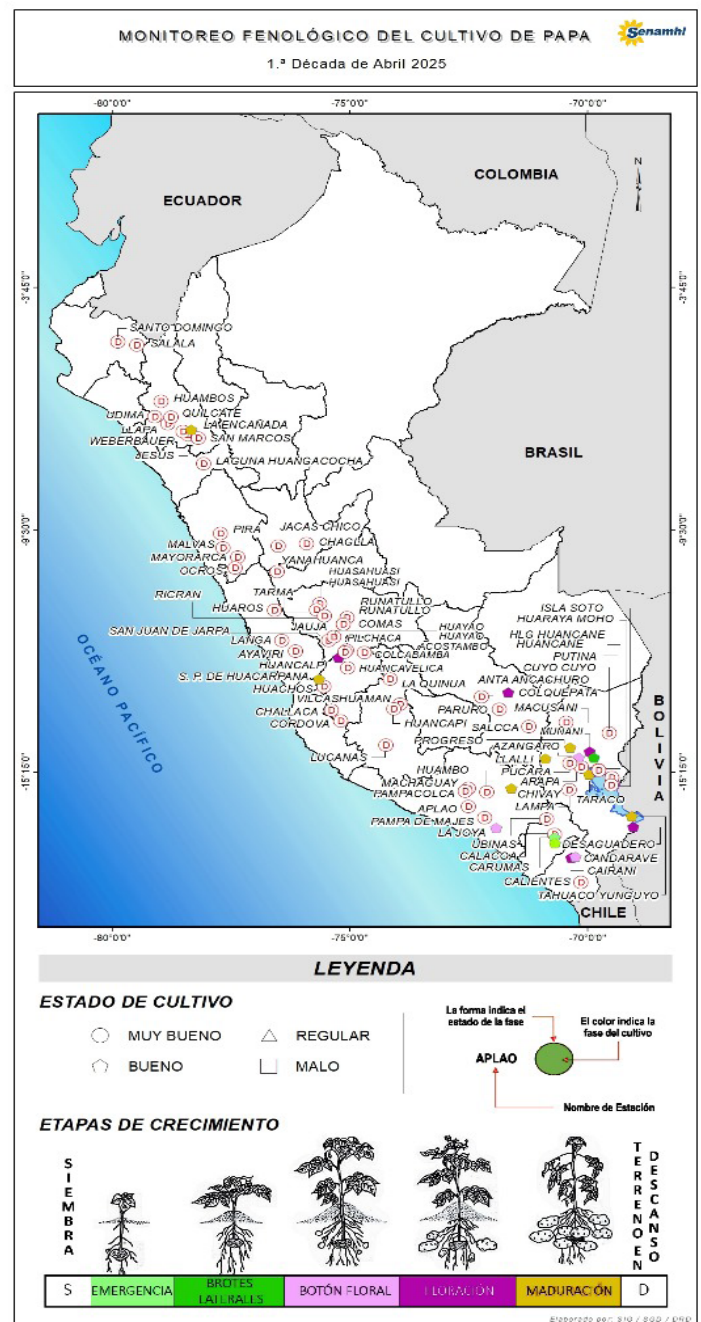 MONITOREO FENOLÓGICO DEL CULTIVO DE PAPA
Senamhi
1.ª Década de Abril 2025
-80°0'0"
-75°0'0"
-70°0'0"
COLOMBIA
ECUADOR
N
-3°45'0"
-3°45'0"
SANTO DOMINGO
D
D
SALALA
D
HUAMBOS
UDIMA
D
D
QUILCATE
LLAPA
LA ENCAÑADA
WEBERBAUER
D
SAN MARCOS
JESUS
D
LAGUNA HUANGACOCHA
BRASIL
-9°30'0"
-9°30'0"
PIRA
JACAS CHICO
MALVAS
CHAGLLA
MAYORARCA
YANAHUANCA
OCROS
HUASAHUASI
HUASAHUASI
RICRAN
TARMA
RUNATULLO
HUAROS
RUNATULLO
ISLA SOTO
HUARAYA MOHO
SAN JUAN DE JARPA
JAUJA
COMAS
HUAYAO
HUAYAO
HLG HUANCANE
HUANCANE
LANGA
PILCHACA
ACOSTAMBO
PUTINA
AYAVIRI
COLCABAMBA
CUYO CUYO
HUANCALPI
HUANCAVELICA
ANTA ANCACHURO
S. P. DE HUACARPANA
LA QUINUA
COLQUEPATA
HUACHOS
VILCASHUAMAN
PARURO
MACUSANI
CHALLACA
SALCCA
MUÑANI
CORDOVA
HUANCAPI
PROGRESO
AZANGARO
LUCANAS
LLALLI
HUAMBO
PUCARA
MACHAGUAY
ARAPA
PAMPACOLCA
CHIVAY
TARACO
APLAO
LAMPA
PAMPA DE MAJES
LA JOYA
UBINAS
DESAGUADERO
CALACOA
CANDARAVE
CARUMAS
CAIRANI
CALIENTES
TAHUACO YUNGUYO
BOLIVIA
CHILE
OCÉANO PACÍFICO
-15°15'0"
-15°15'0"
-80°0'0"
-75°0'0"
-70°0'0"
LEYENDA
ESTADO DE CULTIVO
MUY BUENO
REGULAR
BUENO
MALO
La forma indica el
estado de la fase
El color indica la
fase del cultivo
APLAO
Nombre de Estación
ETAPAS DE CRECIMIENTO
SIEMBRA
TERRENO EN
DESCANSO
S
EMERGENCIA
BROTES
LATERALES
BOTÓN FLORAL
FLORACIÓN
MADURACIÓN
D
Elaborado por: SIG / SGD / DRD